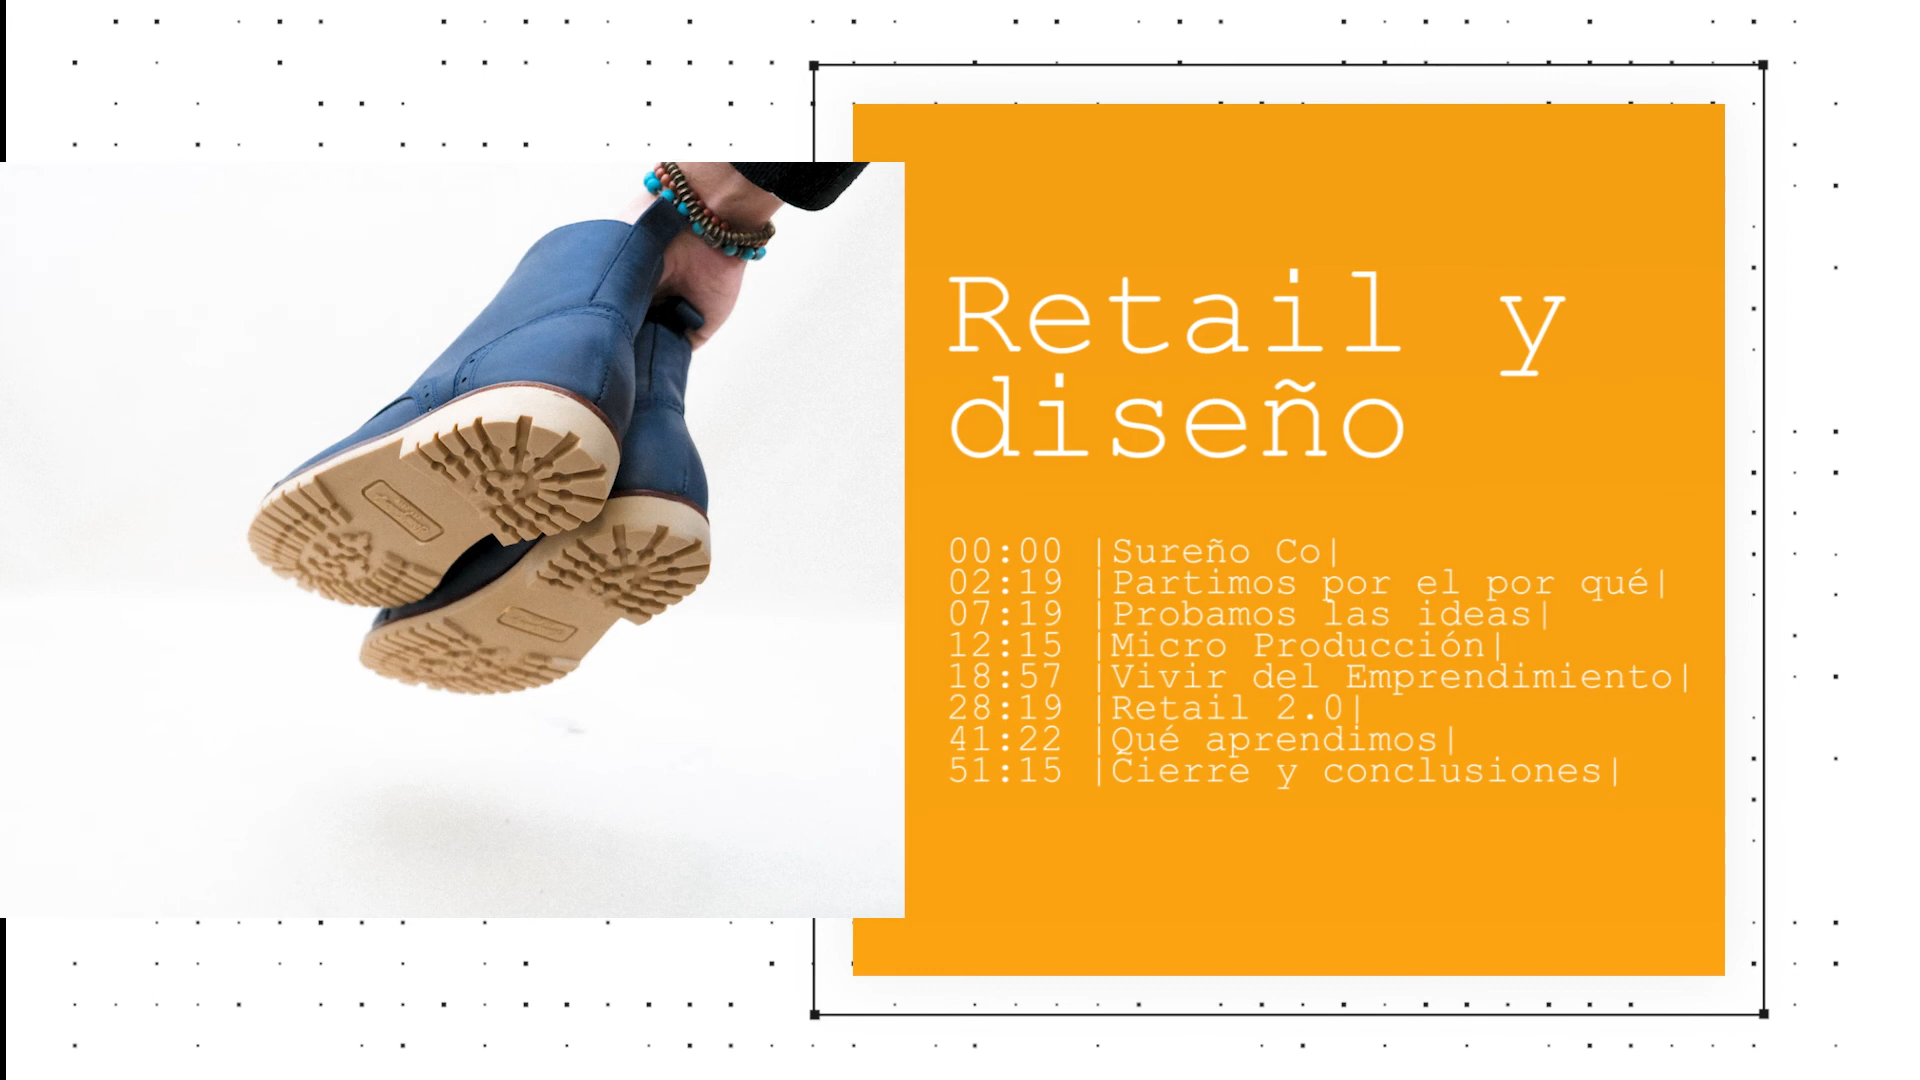 Retail y
diseño
00:00 |Sureño Co|
02:19 |Partimos por el por qué|
07:19 |Probamos las ideas|
12:15 |Micro Producción|
18:57 |Vivir del Emprendimiento|
28:19 |Retail 2.0|
41:22 |Qué aprendimos|
51:15 |Cierre y conclusiones|